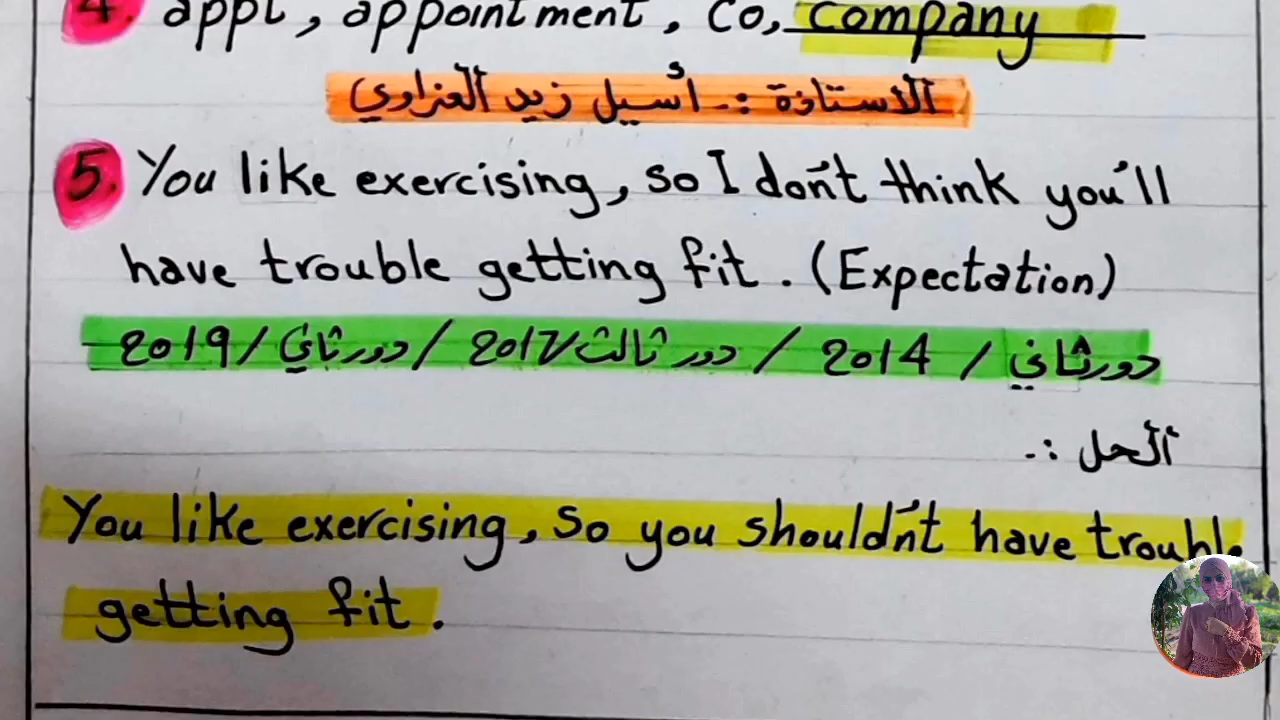 4. appt, appointment, Co, company
الاستاذة :. أسيل زيد العزاوي
5. You like exercising, so I don't think you'll
have trouble getting fit. (Expectation)
دور ثاني / 2014 / دور ثالث 2017 / دور ثاني / 2019
الحل :.
You like exercising, So you shouldn't have trouble
getting fit.